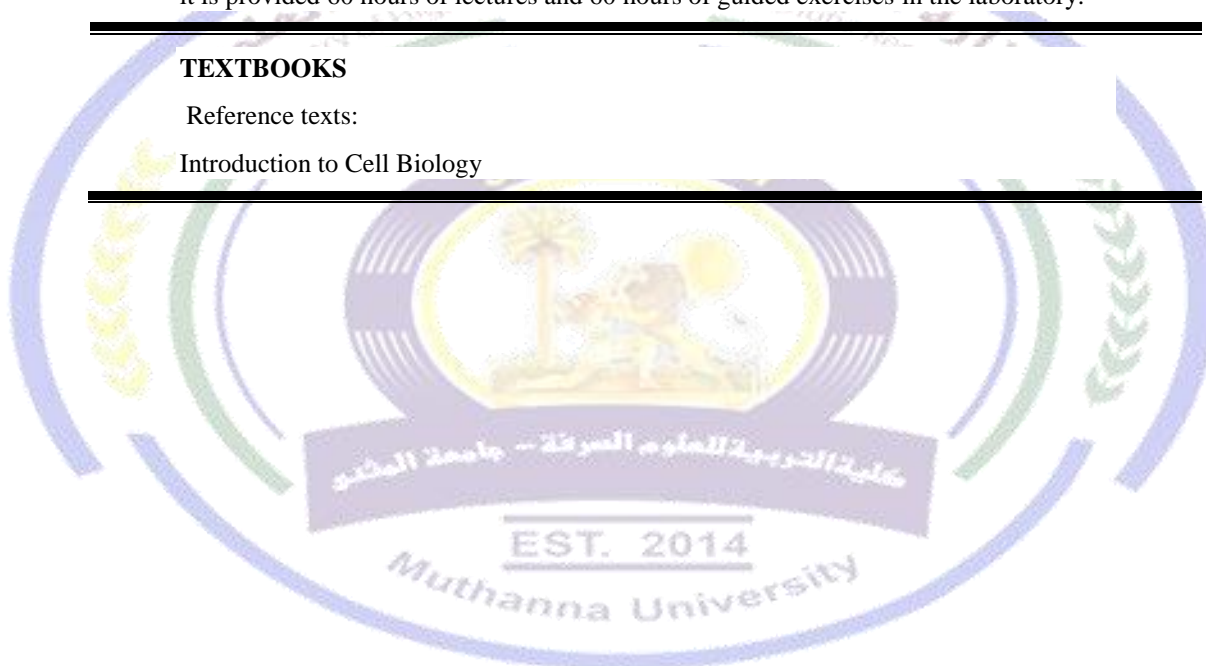 it is provided 60 hours of lectures and 60 hours of guided exercises in the laboratory.
TEXTBOOKS
Reference texts:
Introduction to Cell Biology
كلية التربية للعلوم الصرفة - جامعة المثنى
EST. 2014
Muthanna University